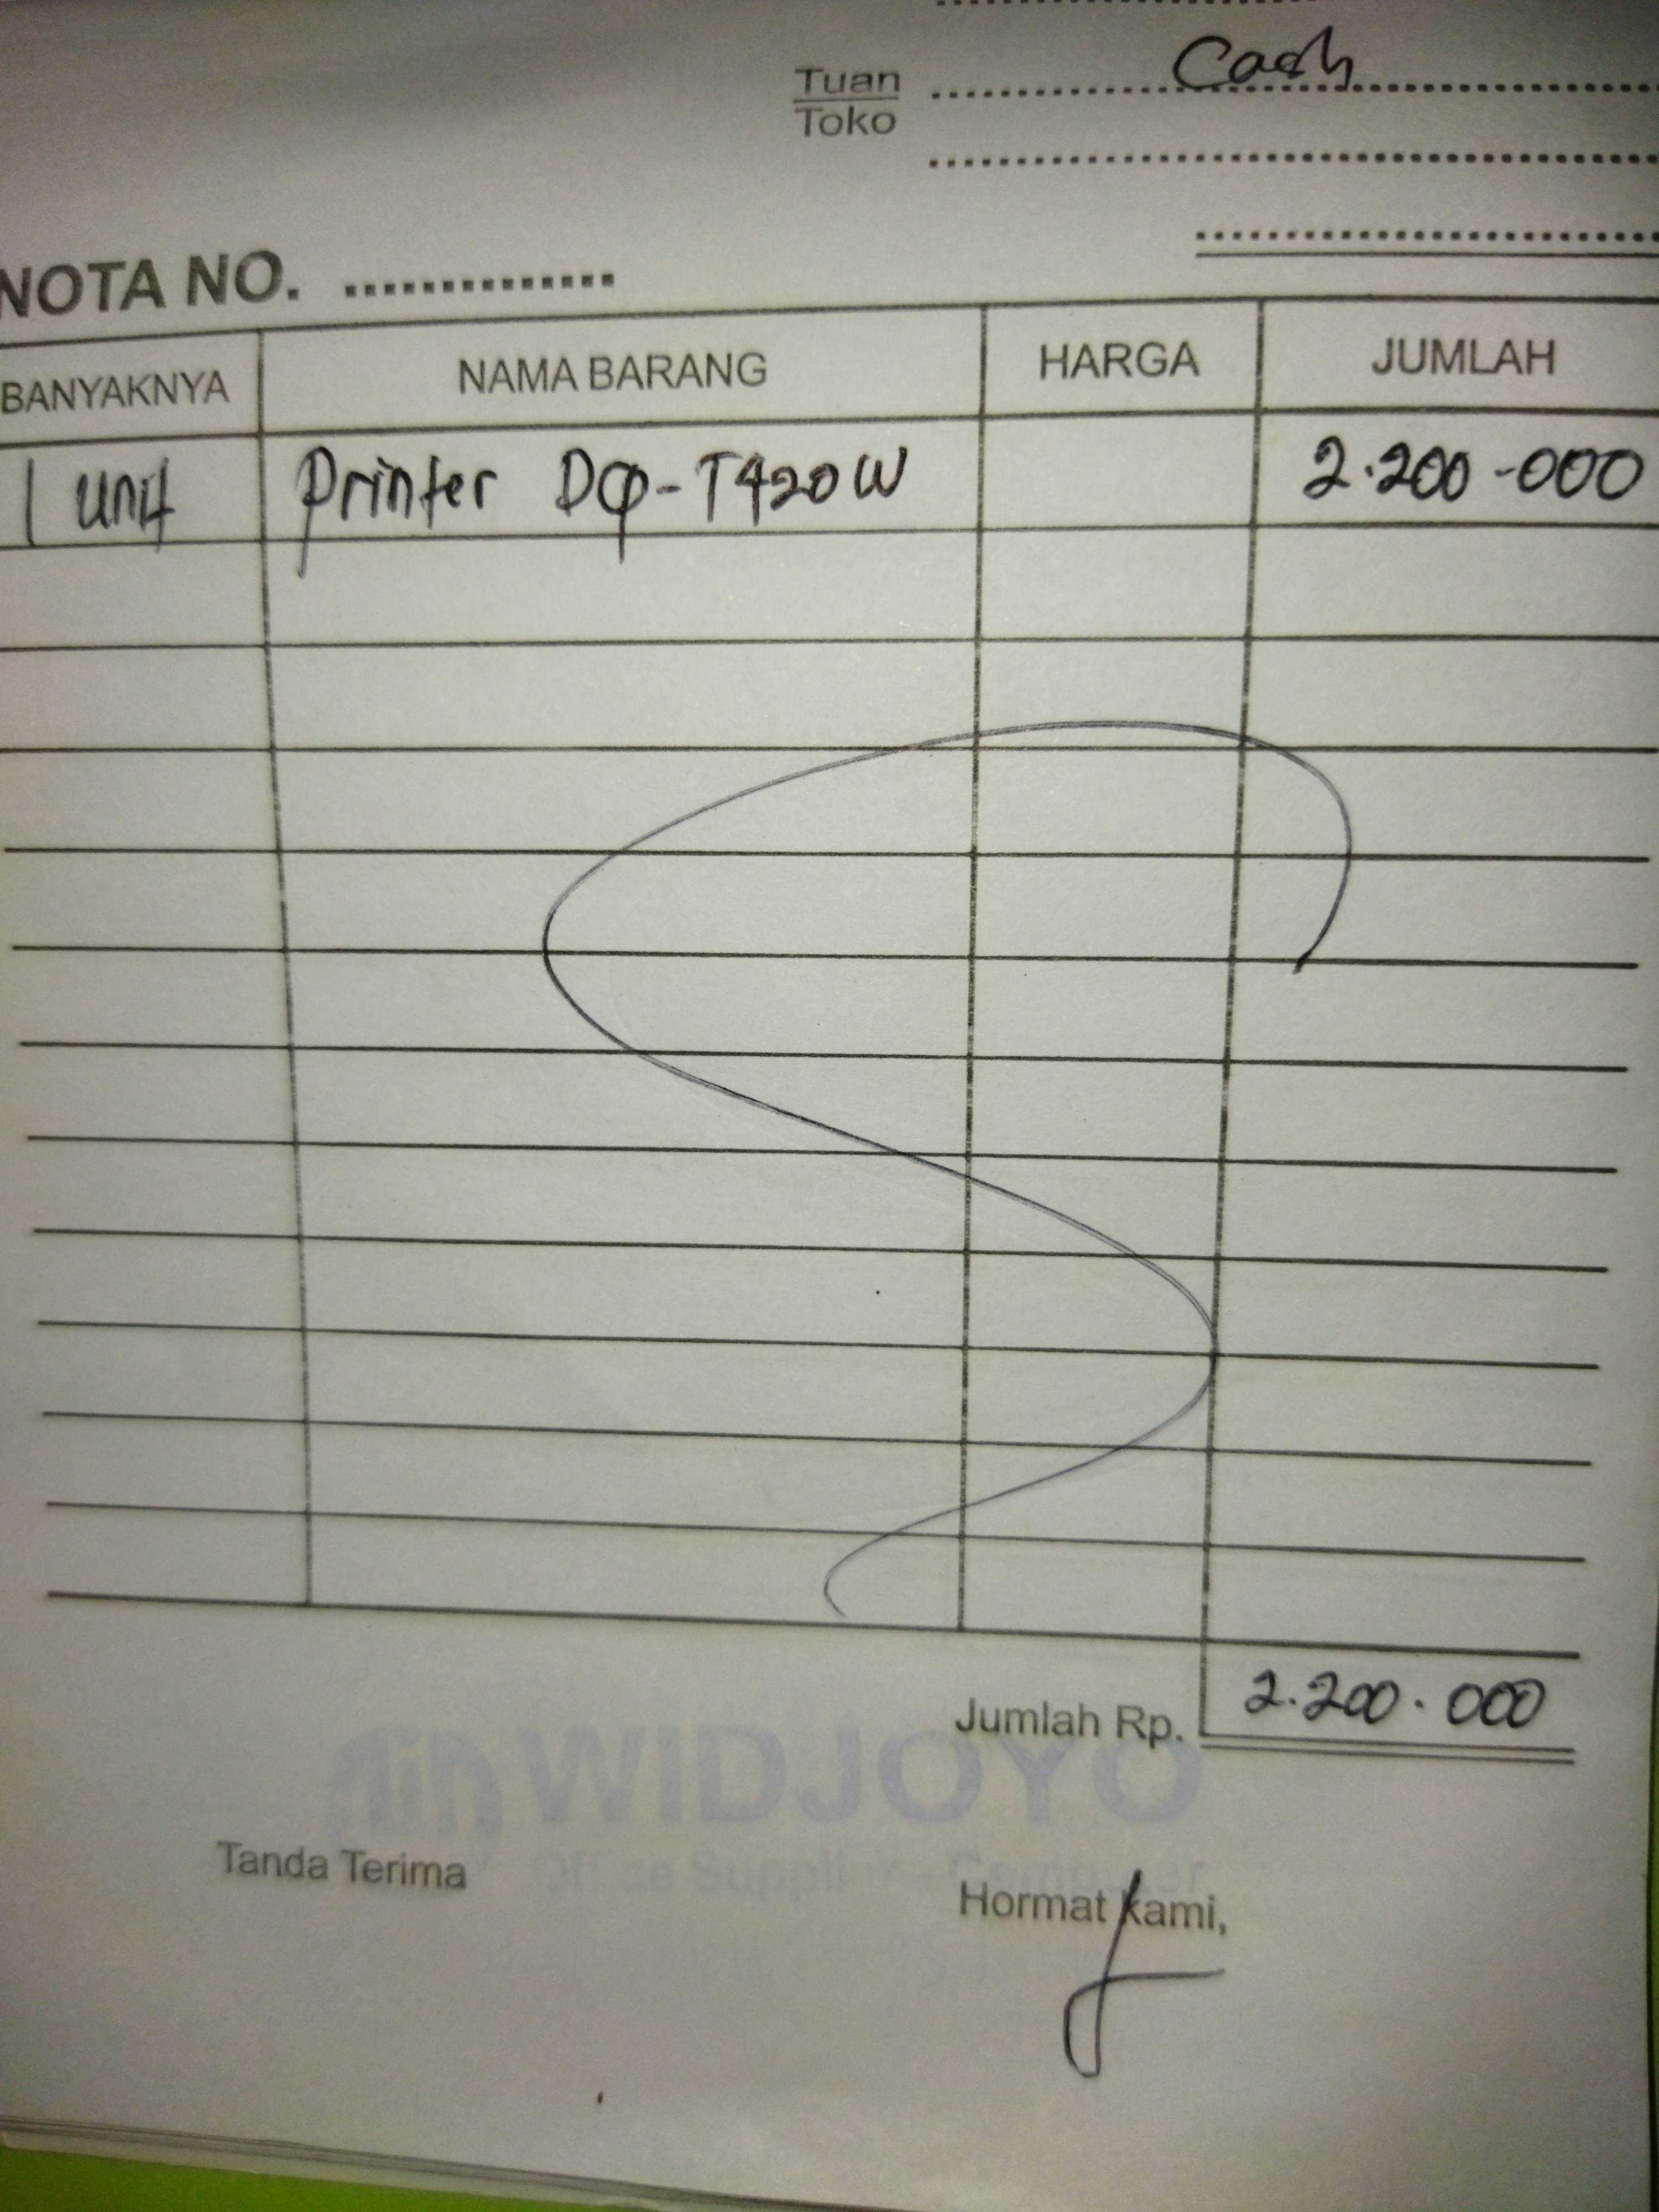 Tuan Cash
Toko
NOTA NO.
BANYAKNYA NAMA BARANG HARGA JUMLAH
1 unit Printer DCP-T420W 2.200-000
Jumlah Rp. 2.200.000
WIDJOYO
Tanda Terima
Hormat kami,